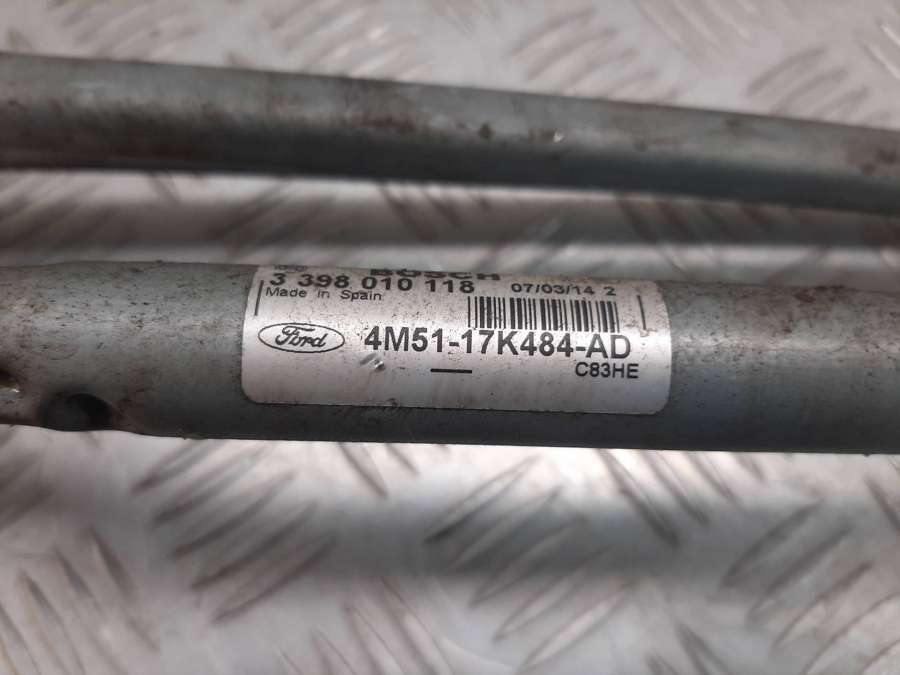 BOSCH
3 398 010 118 07/03/14 2
Made in Spain
Ford 4M51-17K484-AD
C83HE